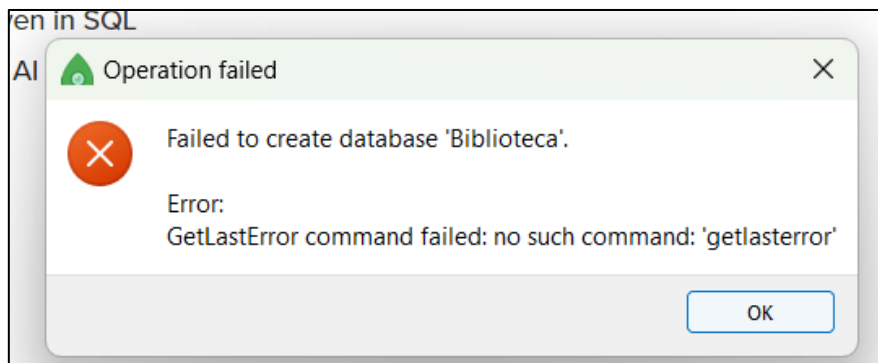 ven in SQL
AI
Operation failed
Failed to create database 'Biblioteca'.
Error:
GetLastError command failed: no such command: 'getlasterror'
OK